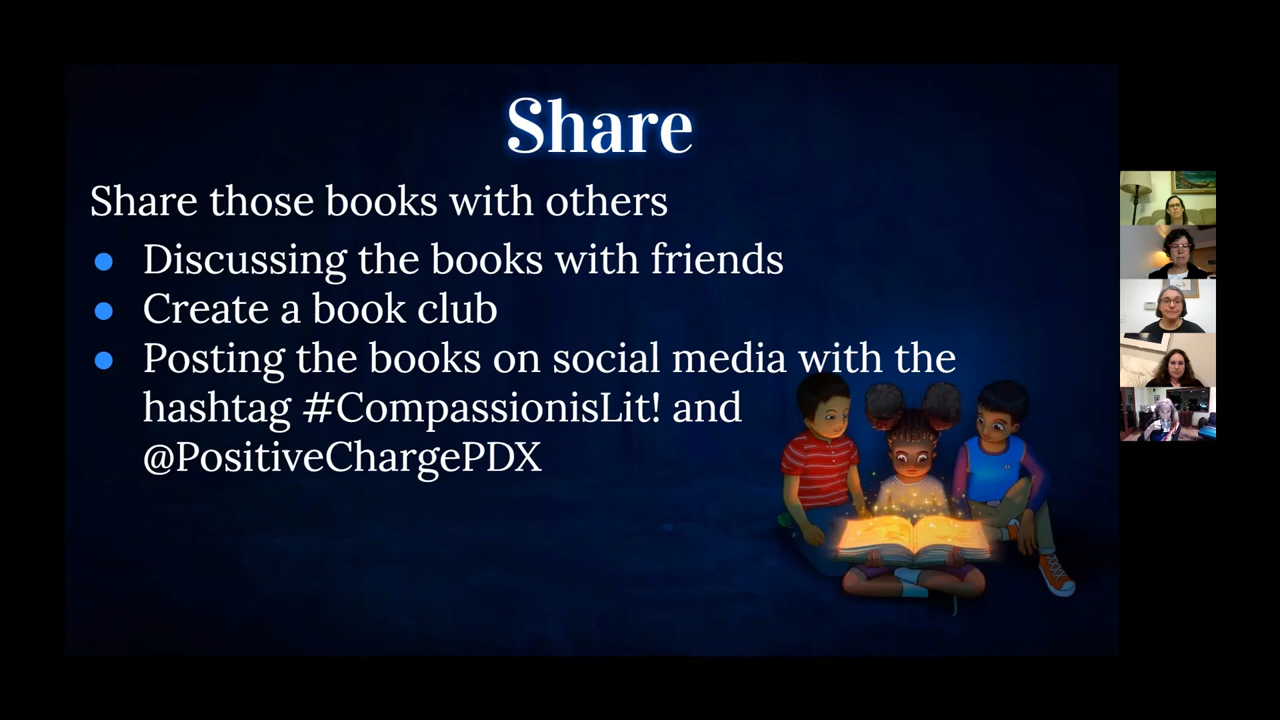 Share
Share those books with others
● Discussing the books with friends
● Create a book club
● Posting the books on social media with the
hashtag #CompassionisLit! and
@PositiveChargePDX